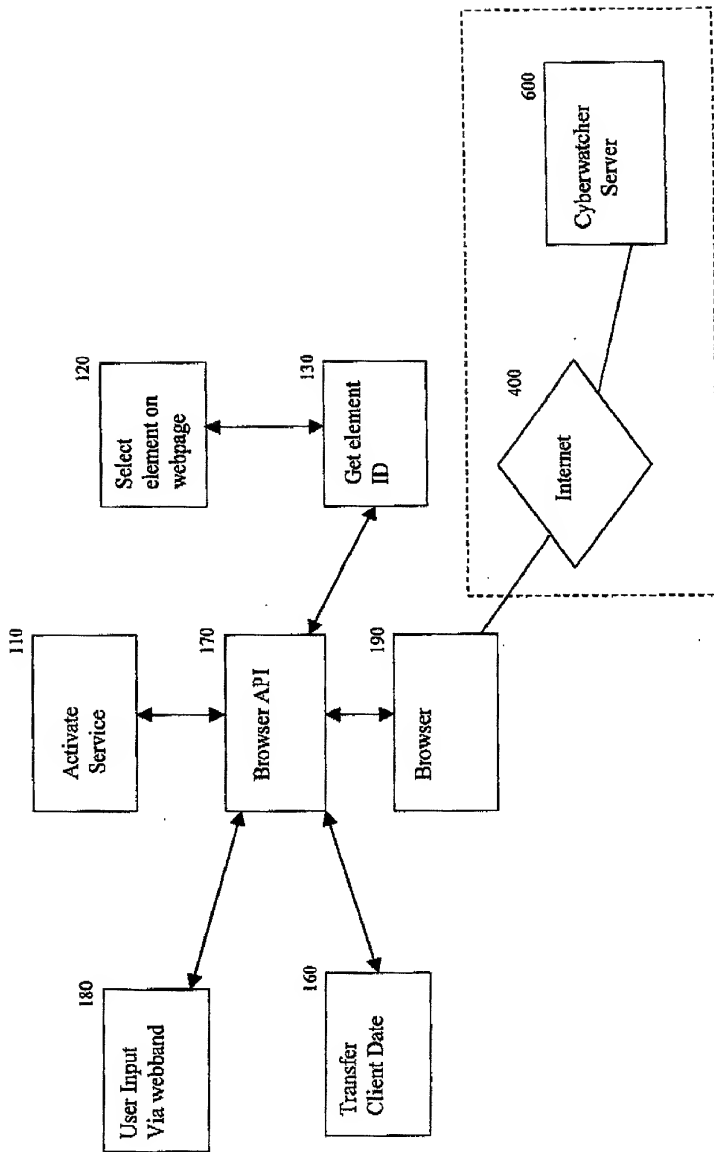 110
Activate
Service
120
Select
element on
webpage
180
User Input
Via webband
170
Browser API
130
Get element
ID
160
Transfer
Client Date
190
Browser
400
Internet
600
Cyberwatcher
Server